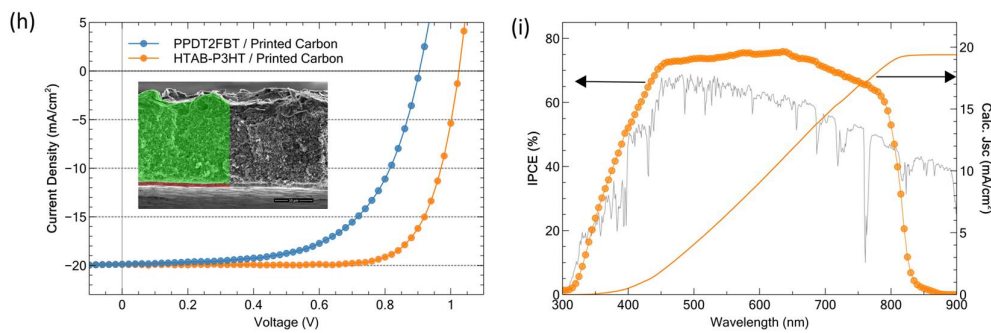 (h)
PPDT2FBT / Printed Carbon
HTAB-P3HT / Printed Carbon
Current Density (mA/cm²)
0
−5
−10
−15
−20
0 0.2 0.4 0.6 0.8 1
Voltage (V)
(i)
IPCE (%)
80
60
40
20
0
300 400 500 600 700 800 900
Wavelength (nm)
20
15
10
5
0
Calc. Jsc (mA/cm²)